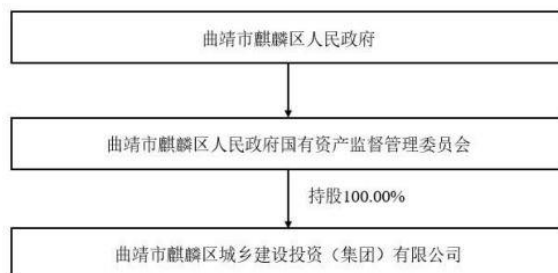 曲靖市麒麟区人民政府
曲靖市麒麟区人民政府国有资产监督管理委员会
持股100.00%
曲靖市麒麟区城乡建设投资（集团）有限公司